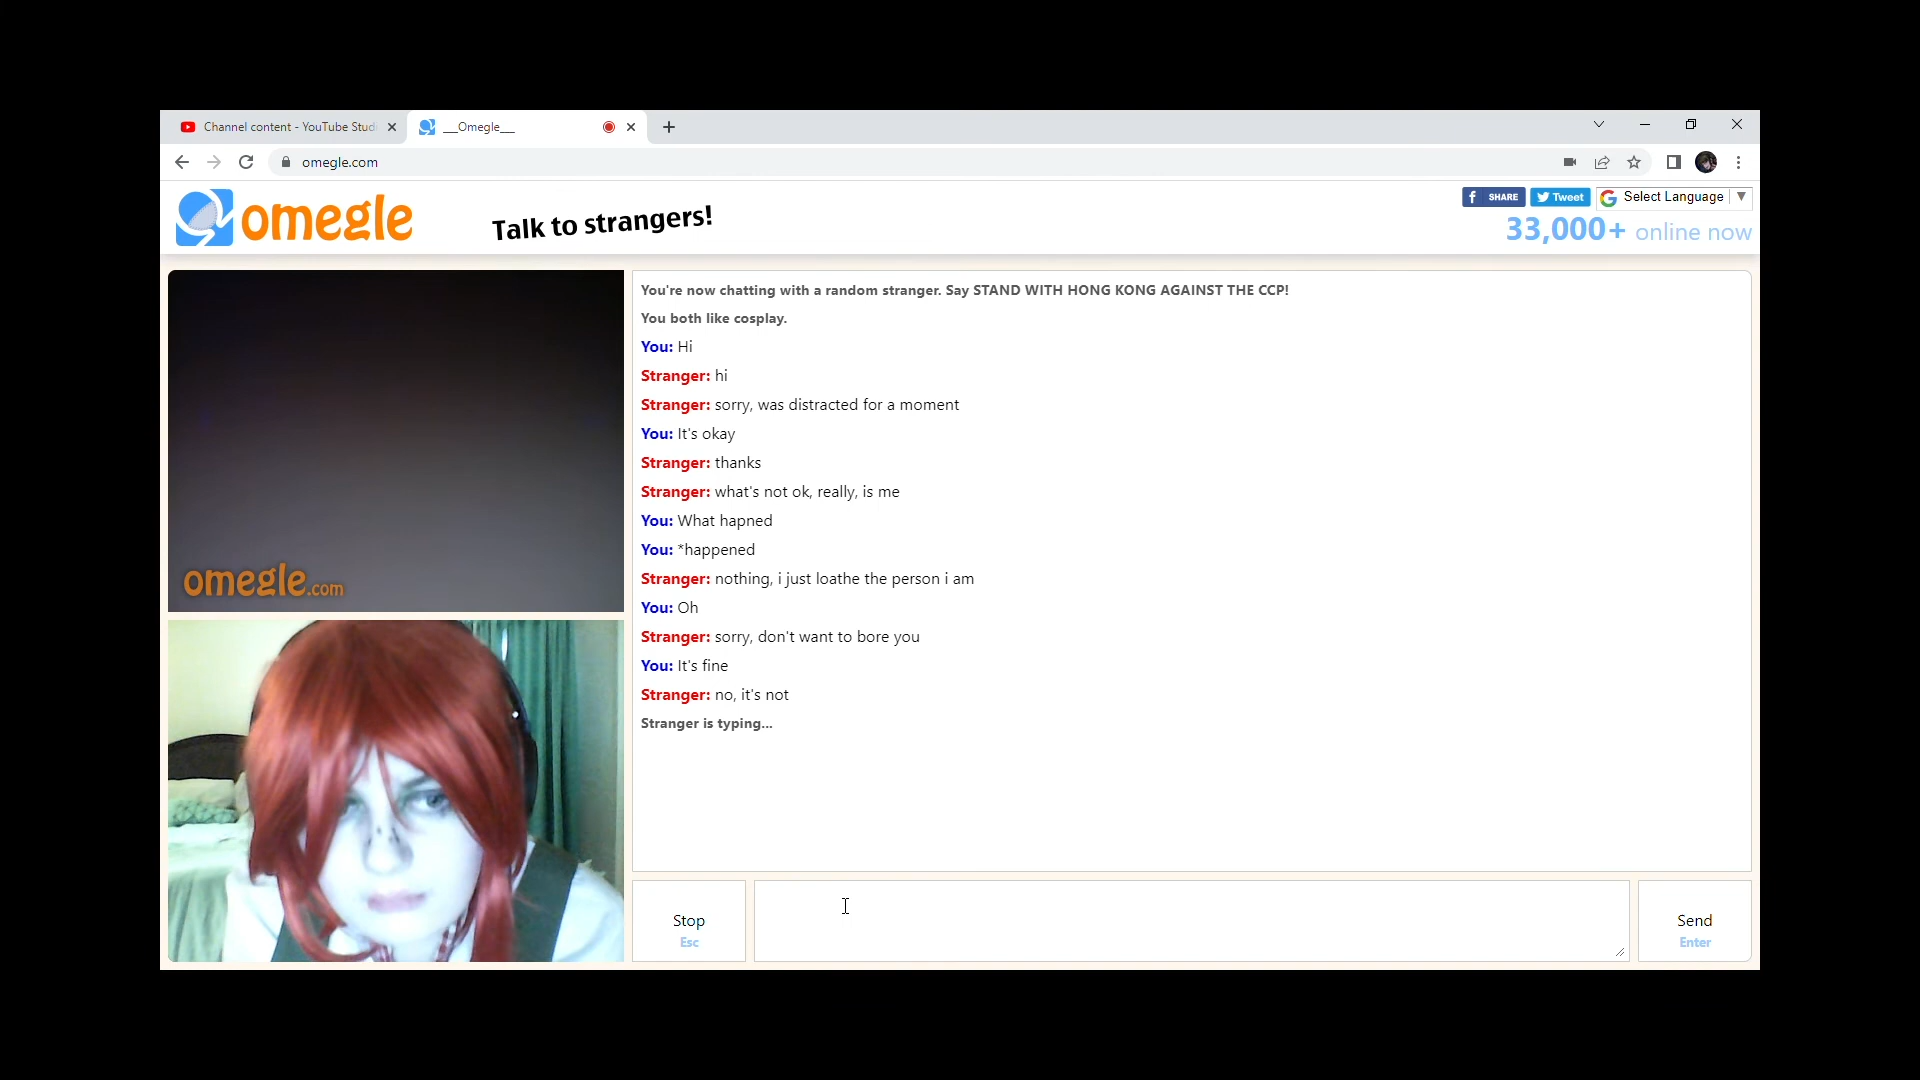 Channel content - YouTube Stud
__Omegle__
omegle.com
omegle
Talk to strangers!
SHARE
Tweet
Select Language
33,000+ online now
You're now chatting with a random stranger. Say STAND WITH HONG KONG AGAINST THE CCP!
You both like cosplay.
You: Hi
Stranger: hi
Stranger: sorry, was distracted for a moment
You: It's okay
Stranger: thanks
Stranger: what's not ok, really, is me
You: What hapned
You: *happened
Stranger: nothing, i just loathe the person i am
You: Oh
Stranger: sorry, don't want to bore you
You: It's fine
Stranger: no, it's not
Stranger is typing...
omegle.com
Stop
Esc
Send
Enter